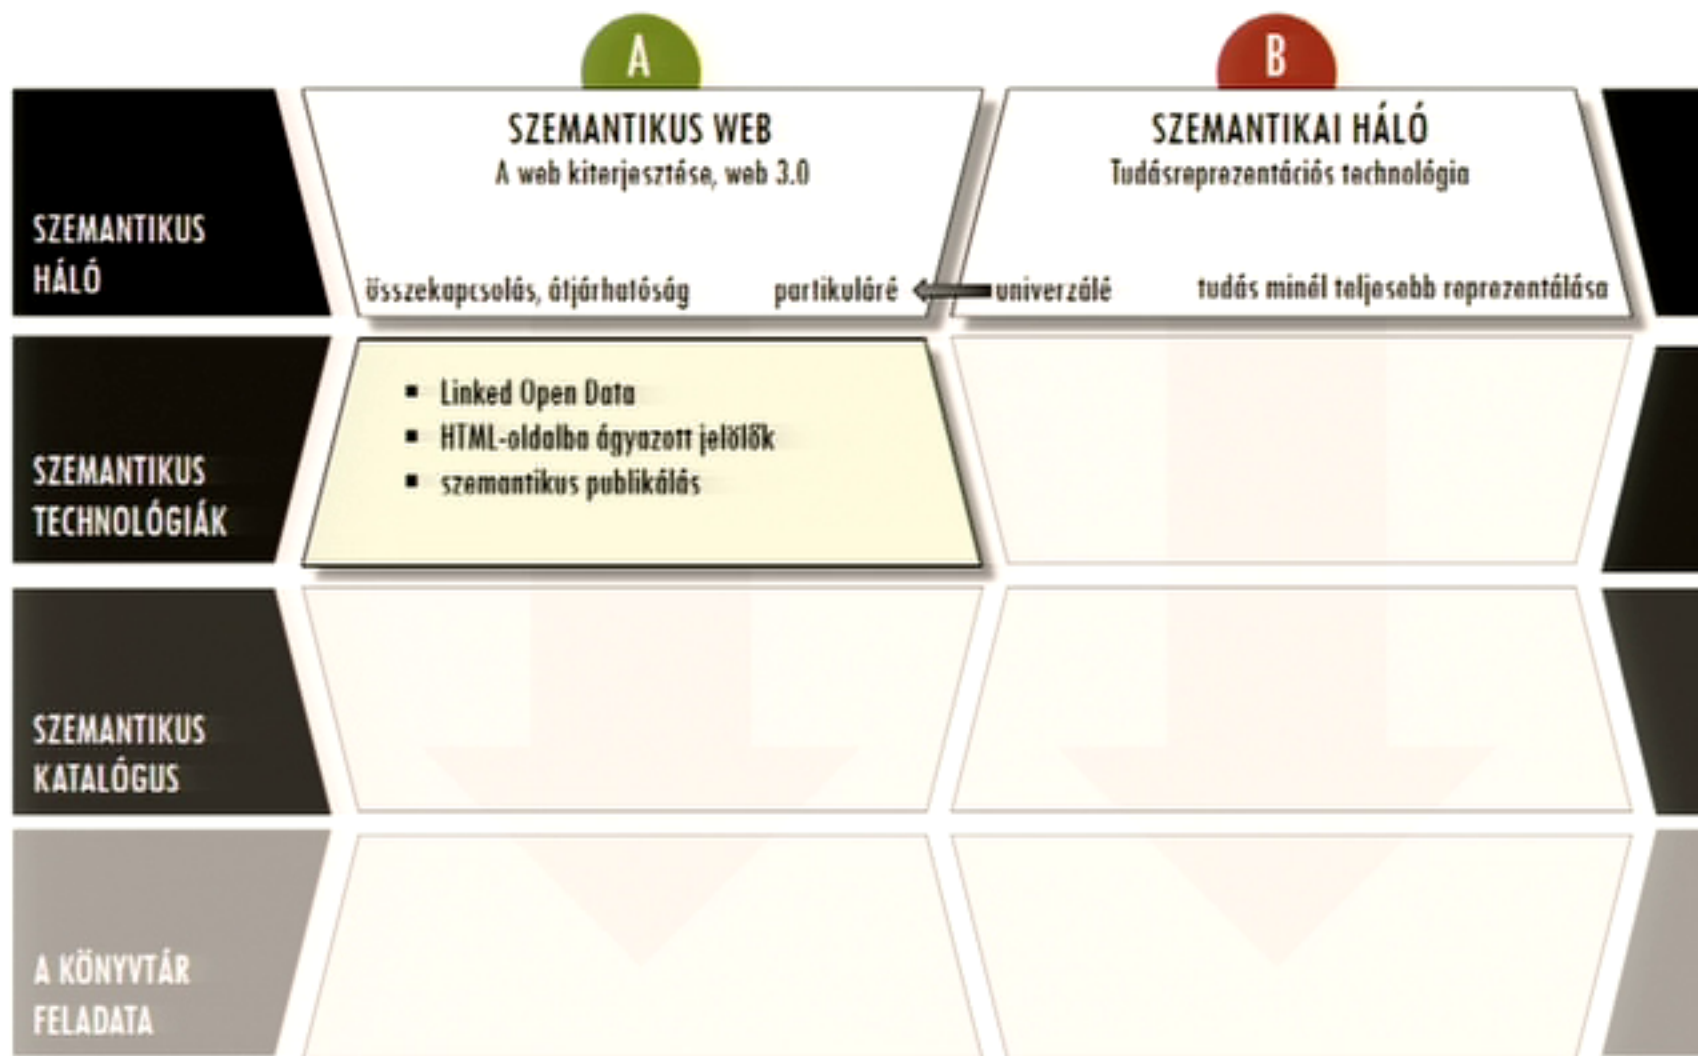 A
B
SZEMANTIKUS
HÁLÓ
SZEMANTIKUS WEB
A web kiterjesztése, web 3.0
összekapcsolás, átjárhatóság
partikuláré
SZEMANTIKAI HÁLÓ
Tudásreprezentációs technológia
univerzálé
tudás minél teljesebb reprezentálása
SZEMANTIKUS
TECHNOLÓGIÁK
▪ Linked Open Data
▪ HTML-oldalba ágyazott jelölők
▪ szemantikus publikálás
SZEMANTIKUS
KATALÓGUS
A KÖNYVTÁR
FELADATA